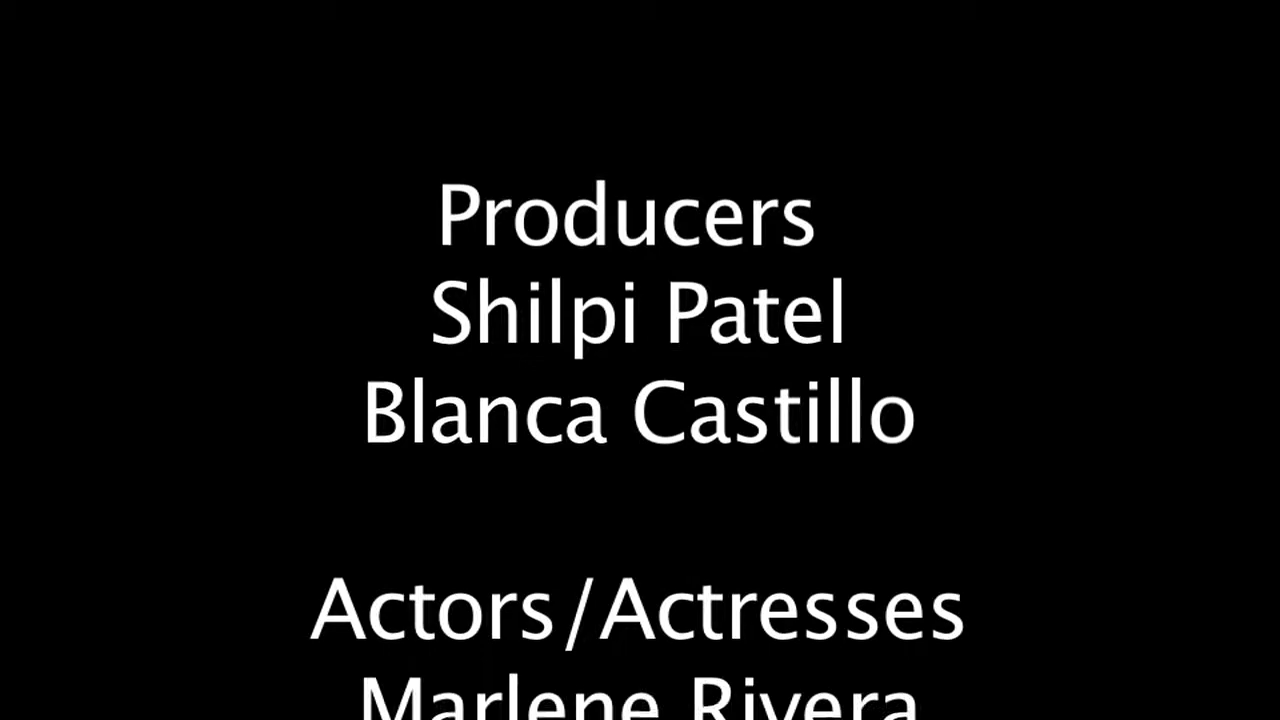 Producers
Shilpi Patel
Blanca Castillo
Actors/Actresses
Marlene Rivera